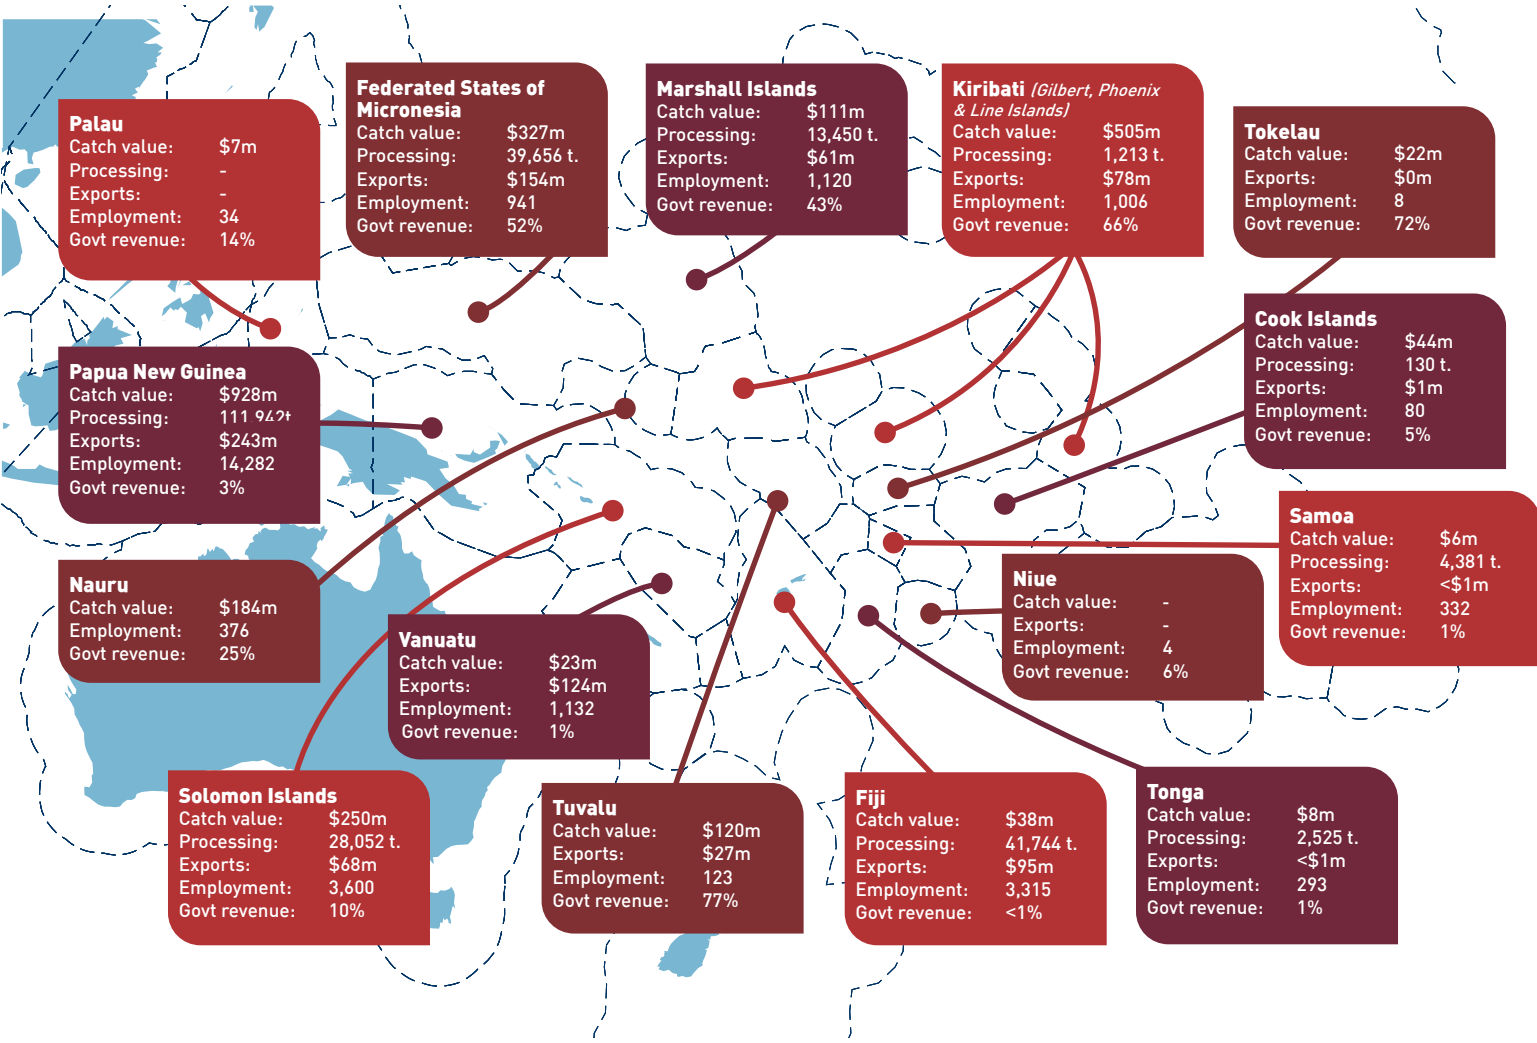 Palau
Catch value: $7m
Processing: -
Exports: -
Employment: 34
Govt revenue: 14%
Federated States of
Micronesia
Catch value: $327m
Processing: 39,656 t.
Exports: $154m
Employment: 941
Govt revenue: 52%
Marshall Islands
Catch value: $111m
Processing: 13,450 t.
Exports: $61m
Employment: 1,120
Govt revenue: 43%
Kiribati (Gilbert, Phoenix
& Line Islands)
Catch value: $505m
Processing: 1,213 t.
Exports: $78m
Employment: 1,006
Govt revenue: 66%
Tokelau
Catch value: $22m
Exports: $0m
Employment: 8
Govt revenue: 72%
Papua New Guinea
Catch value: $928m
Processing: 111 942t
Exports: $243m
Employment: 14,282
Govt revenue: 3%
Cook Islands
Catch value: $44m
Processing: 130 t.
Exports: $1m
Employment: 80
Govt revenue: 5%
Samoa
Catch value: $6m
Processing: 4,381 t.
Exports: <$1m
Employment: 332
Govt revenue: 1%
Nauru
Catch value: $184m
Employment: 376
Govt revenue: 25%
Niue
Catch value: -
Exports: -
Employment: 4
Govt revenue: 6%
Vanuatu
Catch value: $23m
Exports: $124m
Employment: 1,132
Govt revenue: 1%
Solomon Islands
Catch value: $250m
Processing: 28,052 t.
Exports: $68m
Employment: 3,600
Govt revenue: 10%
Tuvalu
Catch value: $120m
Exports: $27m
Employment: 123
Govt revenue: 77%
Fiji
Catch value: $38m
Processing: 41,744 t.
Exports: $95m
Employment: 3,315
Govt revenue: <1%
Tonga
Catch value: $8m
Processing: 2,525 t.
Exports: <$1m
Employment: 293
Govt revenue: 1%